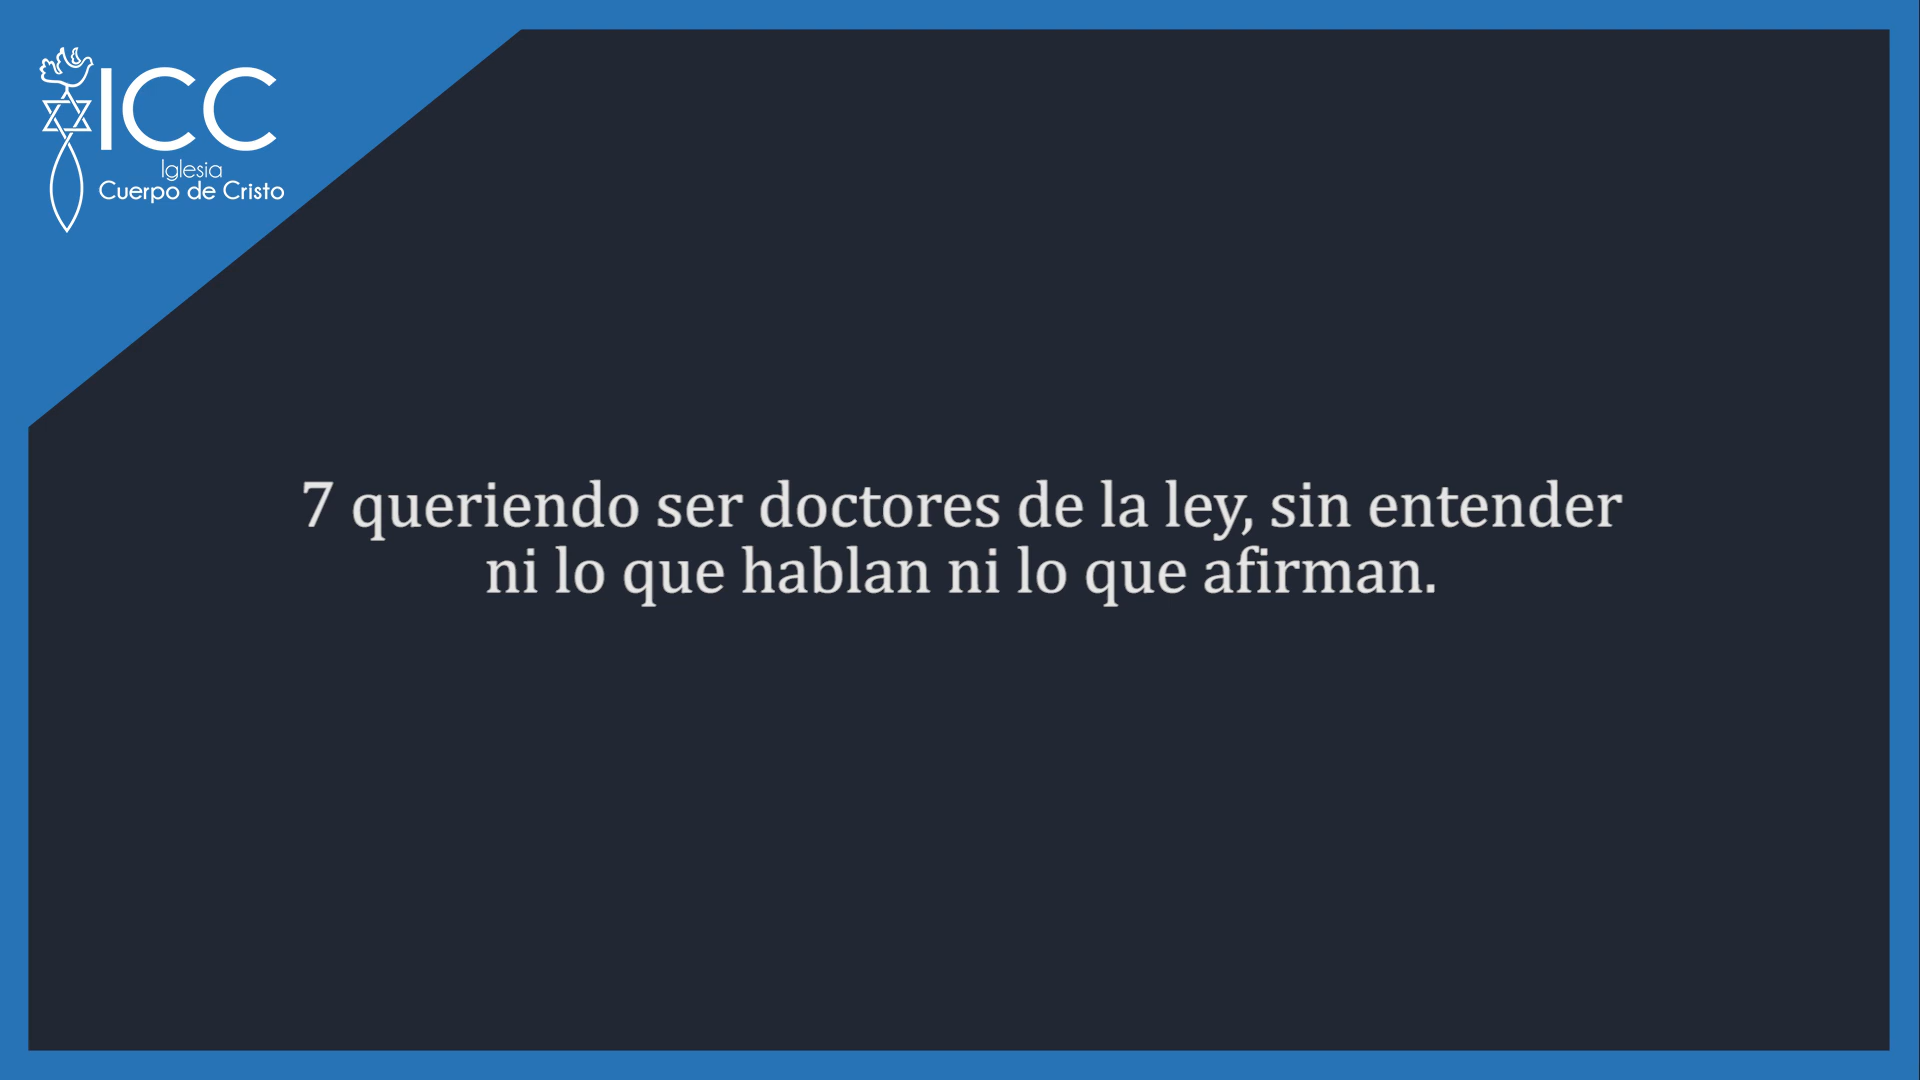 ICC
Iglesia
Cuerpo de Cristo
7 queriendo ser doctores de la ley, sin entender
ni lo que hablan ni lo que afirman.